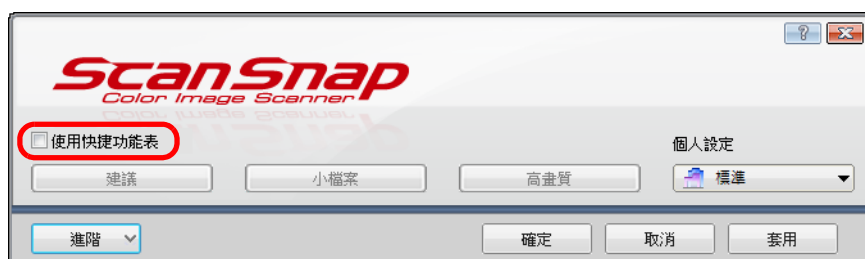 ScanSnap
Color Image Scanner
使用快捷功能表
個人設定
建議 小檔案 高畫質 標準
進階 確定 取消 套用